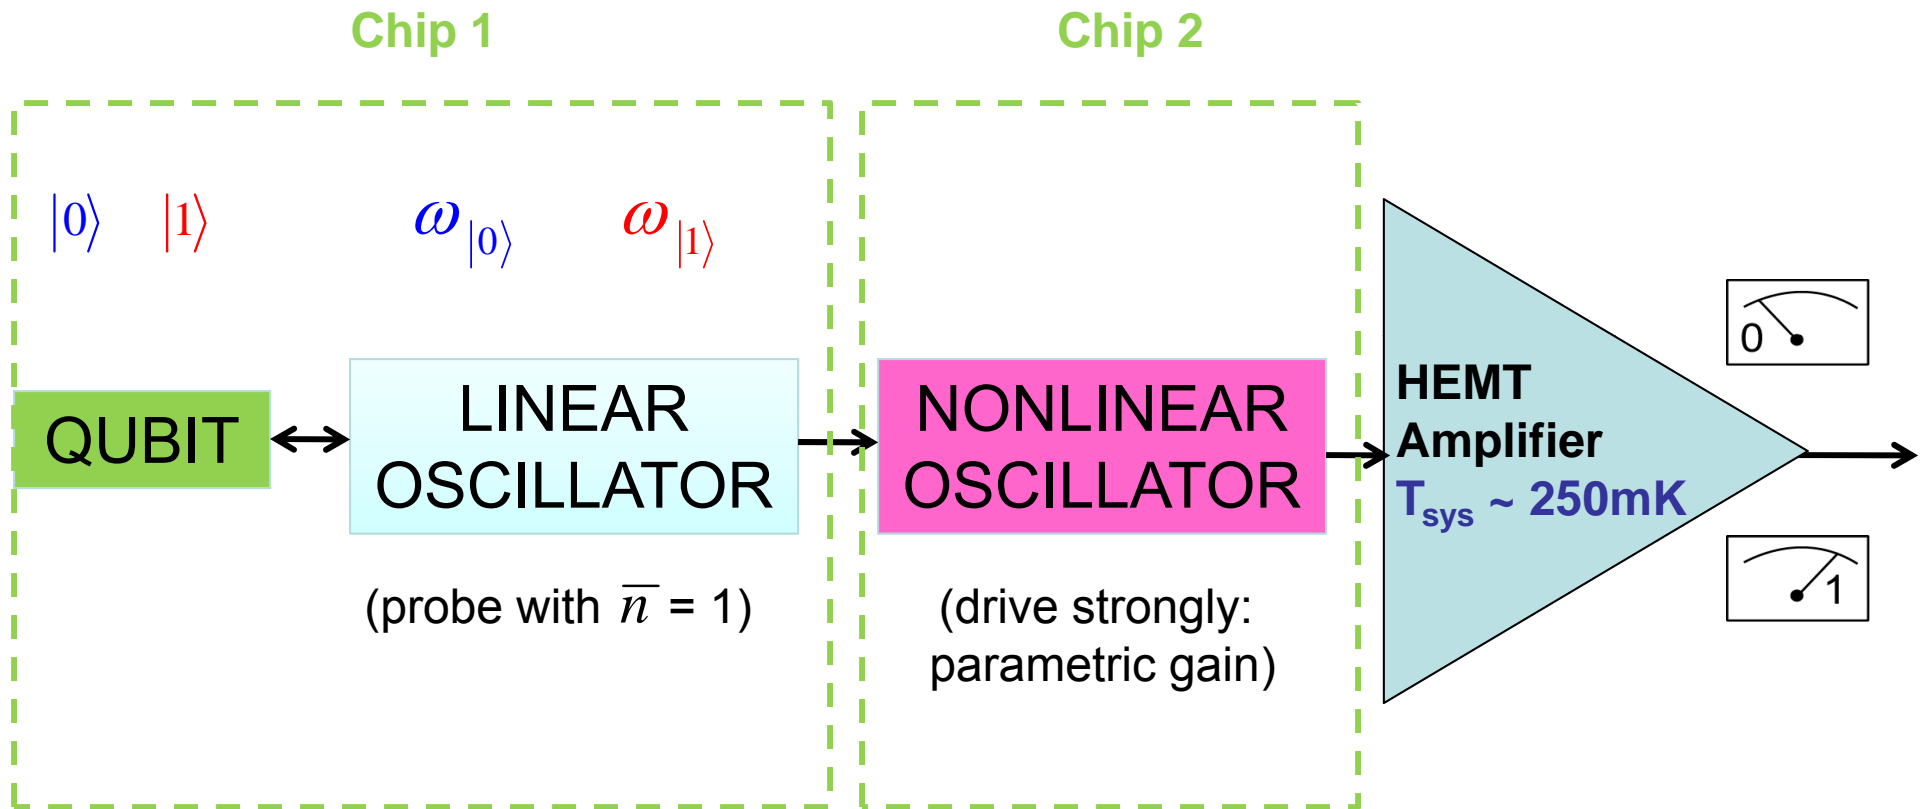 Chip 1
Chip 2
|0⟩ |1⟩
ω|0⟩ ω|1⟩
QUBIT
LINEAR
OSCILLATOR
(probe with n̅ = 1)
NONLINEAR
OSCILLATOR
(drive strongly:
parametric gain)
HEMT
Amplifier
Tsys ~ 250mK
0
1